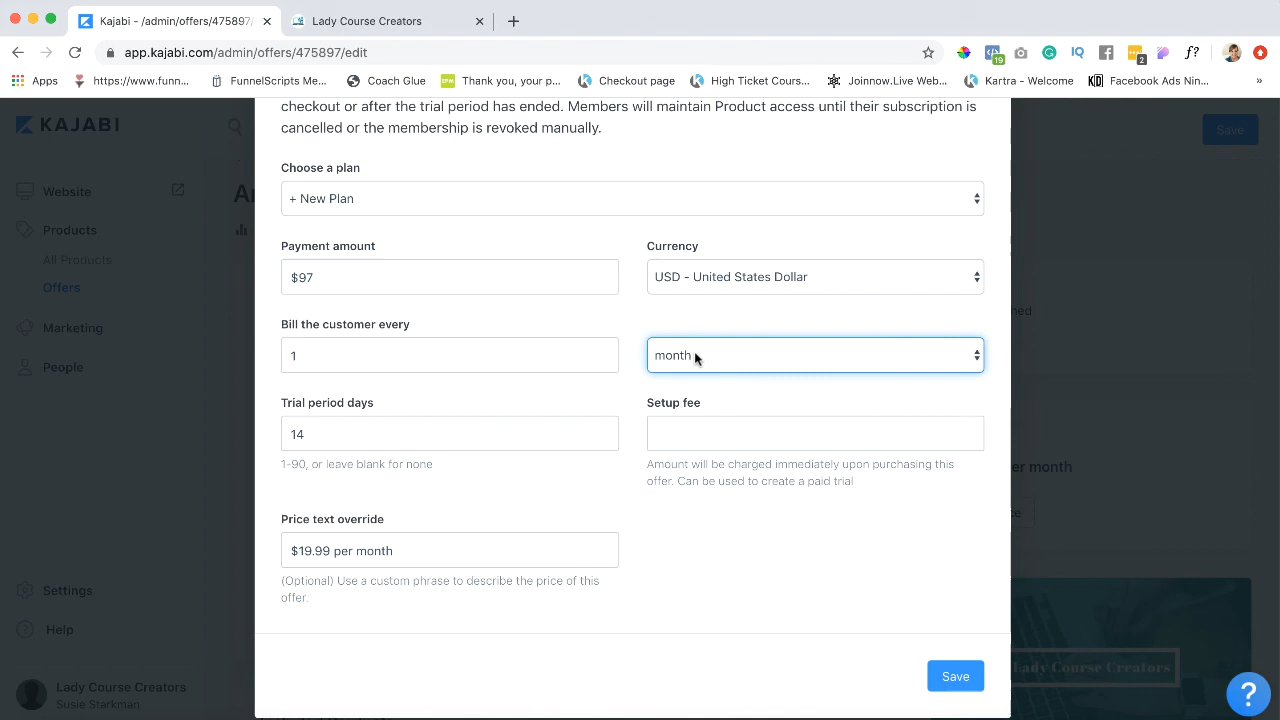 Kajabi - /admin/offers/475897/
Lady Course Creators
app.kajabi.com/admin/offers/475897/edit
19
2
f?
Apps
https://www.funn...
FunnelScripts Me...
Coach Glue
Thank you, your p...
Checkout page
High Ticket Cours...
Joinnow.Live Web...
Kartra - Welcome
Facebook Ads Nin...
»
KAJABI
Save
Website
Products
All Products
Offers
Marketing
People
Settings
Help
Lady Course Creators
Susie Starkman
checkout or after the trial period has ended. Members will maintain Product access until their subscription is
cancelled or the membership is revoked manually.
Choose a plan
+ New Plan
Payment amount
Currency
$97
USD - United States Dollar
Bill the customer every
1
month
Trial period days
Setup fee
14
1-90, or leave blank for none
Amount will be charged immediately upon purchasing this
offer. Can be used to create a paid trial
Price text override
$19.99 per month
(Optional) Use a custom phrase to describe the price of this
offer.
Save
per month
Lady Course Creators
?